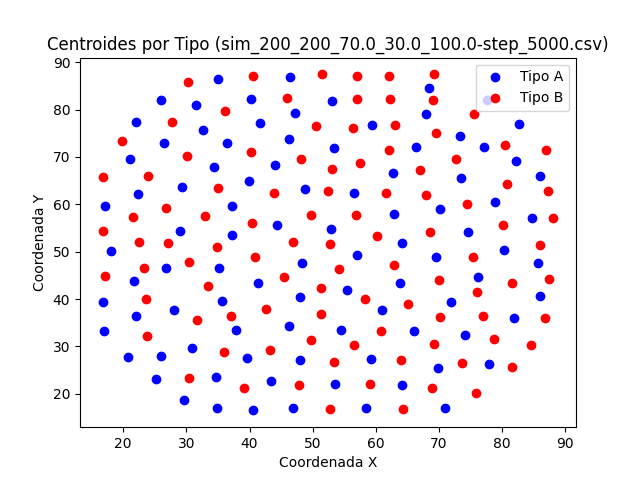 Centroides por Tipo (sim_200_200_70.0_30.0_100.0-step_5000.csv)
Tipo A
Tipo B
Coordenada Y
90
80
70
60
50
40
30
20
20 30 40 50 60 70 80 90
Coordenada X